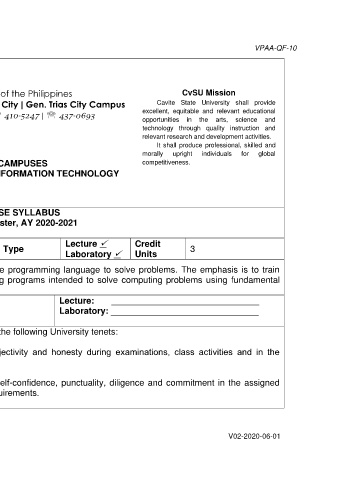 VPAA-QF-10
of the Philippines
City | Gen. Trias City Campus
410-5247 | ☏ 437-0693
CvSU Mission
Cavite State University shall provide
excellent, equitable and relevant educational
opportunities in the arts, science and
technology through quality instruction and
relevant research and development activities.
It shall produce professional, skilled and
morally upright individuals for global
competitiveness.
CAMPUSES
NFORMATION TECHNOLOGY
SE SYLLABUS
ster, AY 2020-2021
Type
Lecture ✓
Laboratory ✓
Credit
Units
3
e programming language to solve problems. The emphasis is to train
g programs intended to solve computing problems using fundamental
Lecture: ____________
Laboratory: ____________
the following University tenets:
jectivity and honesty during examinations, class activities and in the
elf-confidence, punctuality, diligence and commitment in the assigned
uirements.
V02-2020-06-01